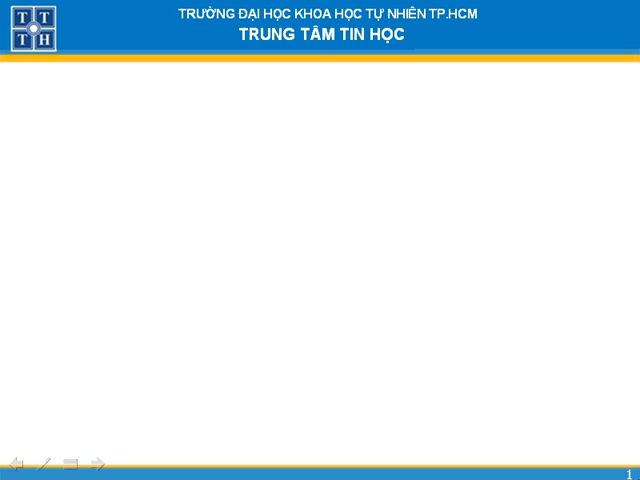 TRƯỜNG ĐẠI HỌC KHOA HỌC TỰ NHIÊN TP.HCM
TRUNG TÂM TIN HỌC
T T
T H
1